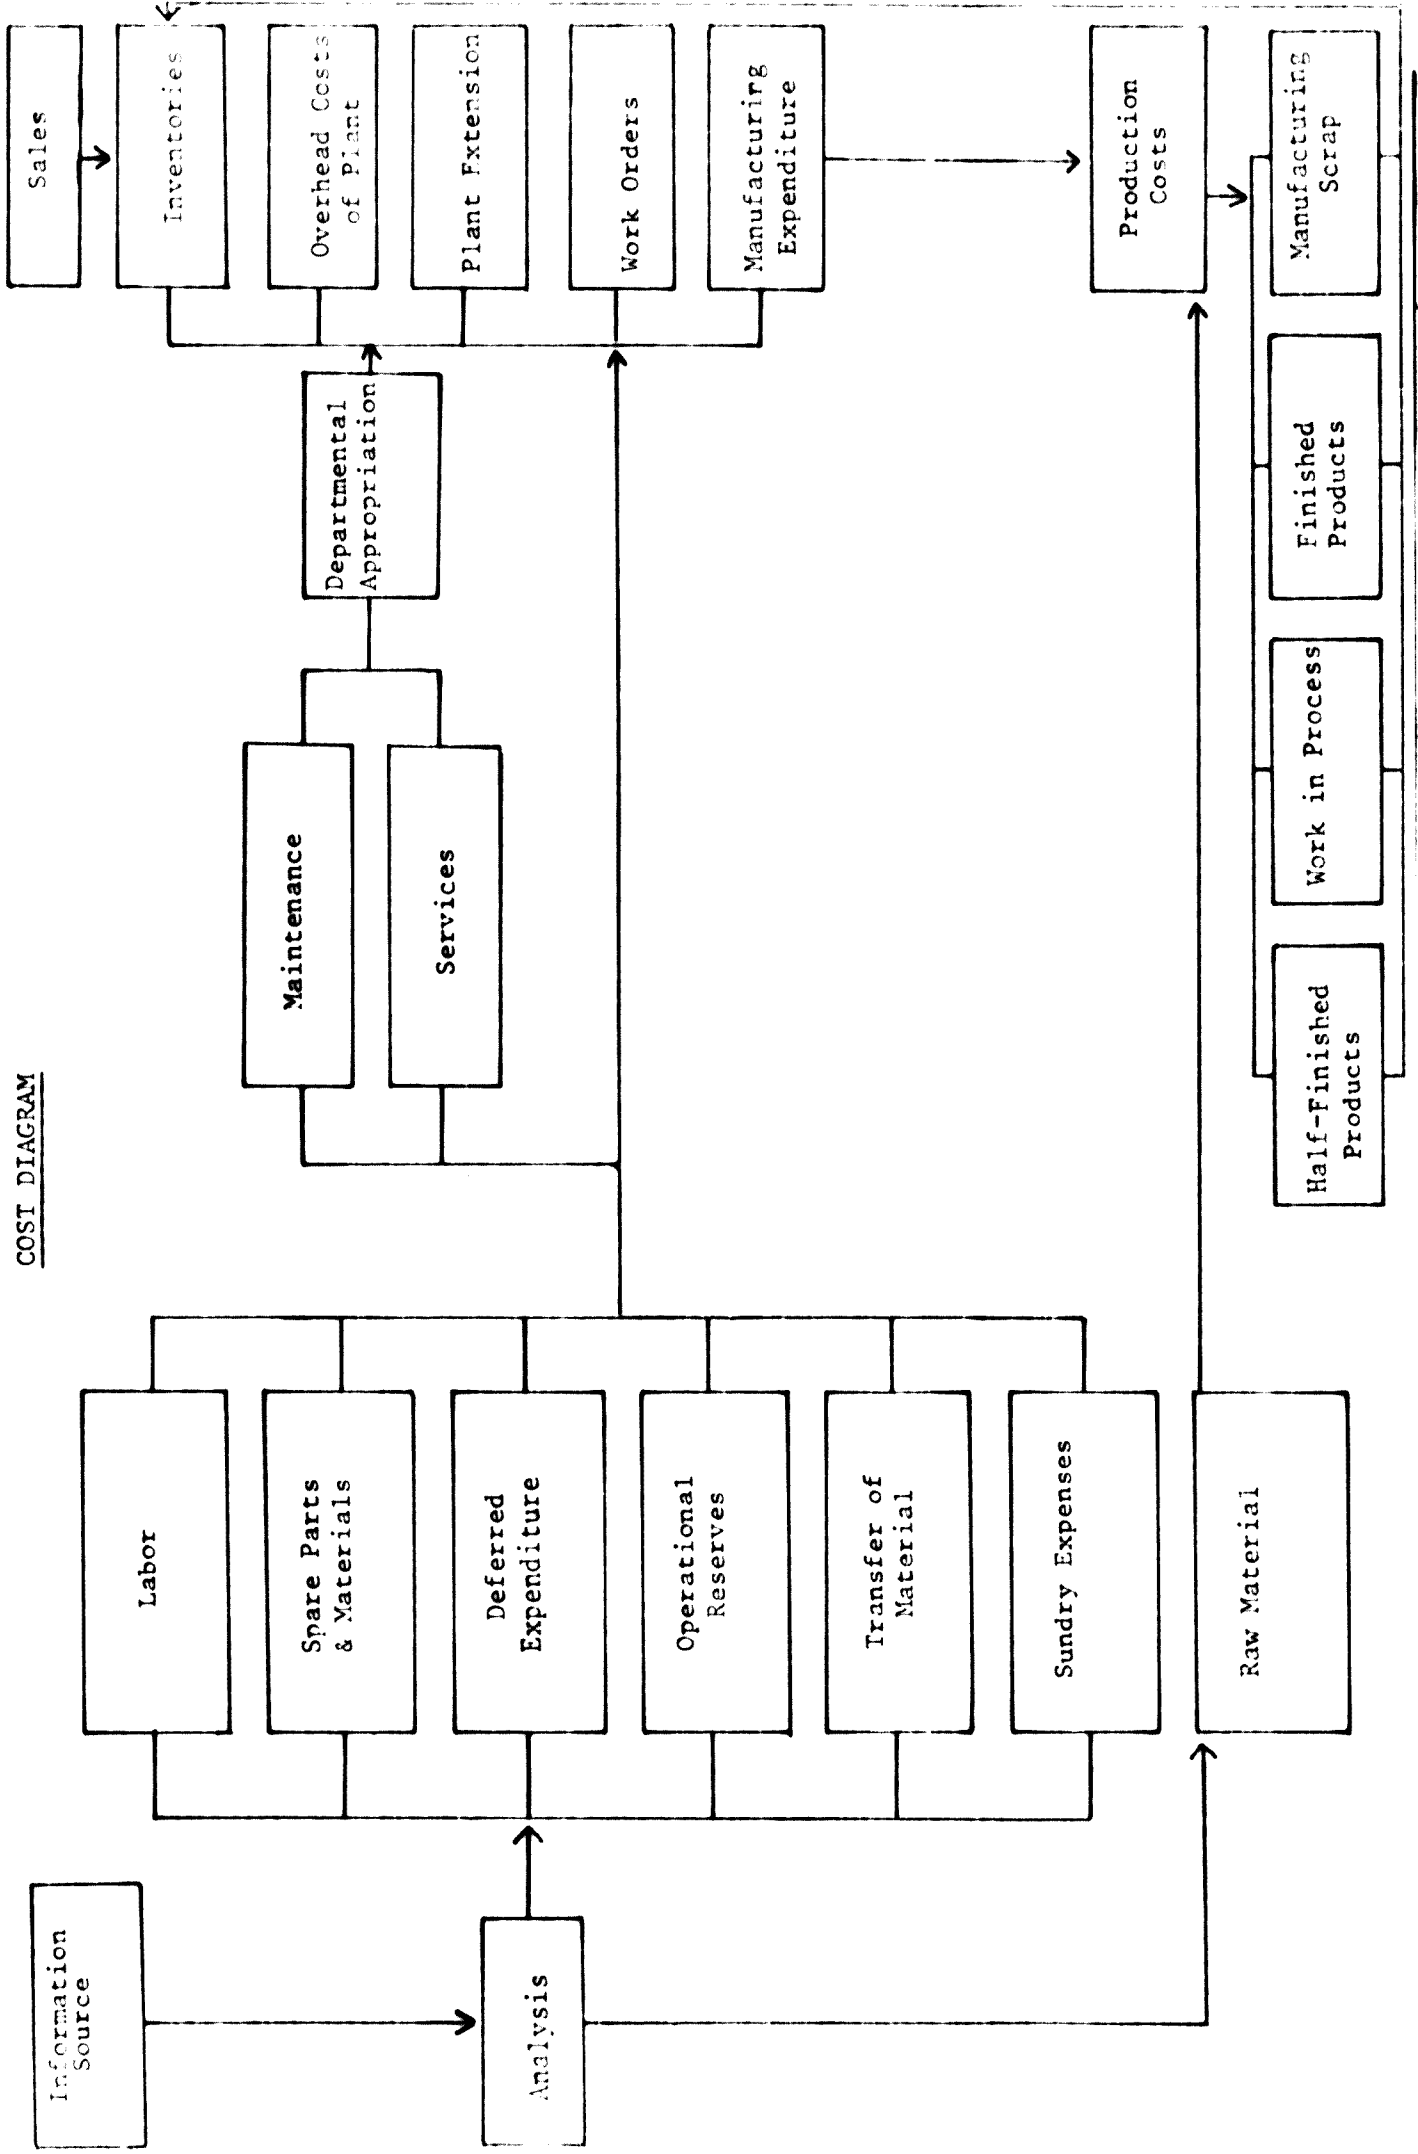 COST DIAGRAM
Information
Source
Analysis
Labor
Spare Parts
& Materials
Deferred
Expenditure
Operational
Reserves
Transfer of
Material
Sundry Expenses
Raw Material
Maintenance
Services
Departmental
Appropriation
Sales
Inventories
Overhead Costs
of Plant
Plant Extension
Work Orders
Manufacturing
Expenditure
Production
Costs
Half-Finished
Products
Work in Process
Finished
Products
Manufacturing
Scrap